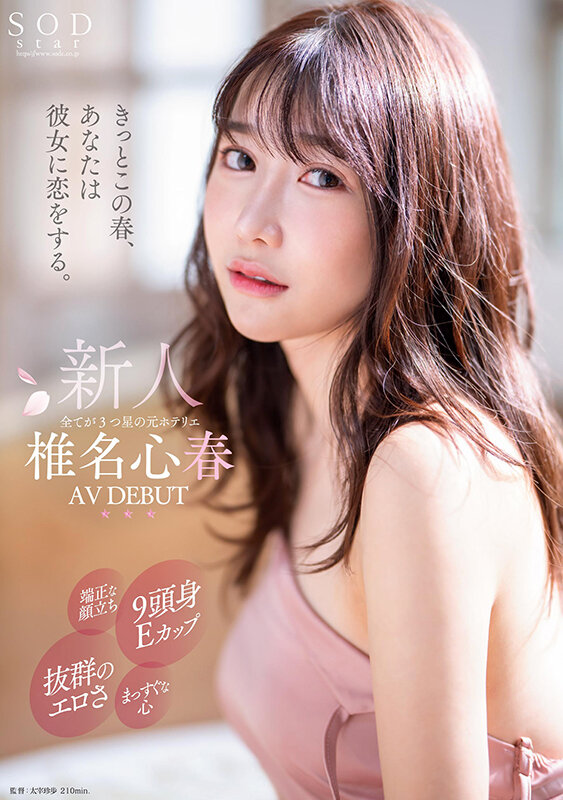 SOD
star
https://www.sodc.co.jp
きっとこの春、
あなたは
彼女に恋をする。
新人
全てが3つ星の元ホテリエ
椎名心春
AV DEBUT
端正な
顔立ち
9頭身
Eカップ
抜群の
エロさ
まっすぐな
心
監督:太宰珍歩 210min.